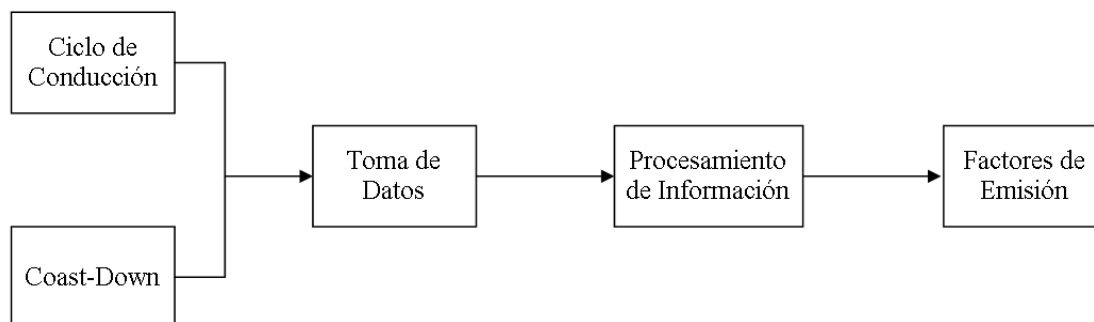 Ciclo de
Conducción
Toma de
Datos
Procesamiento
de Información
Factores de
Emisión
Coast-Down